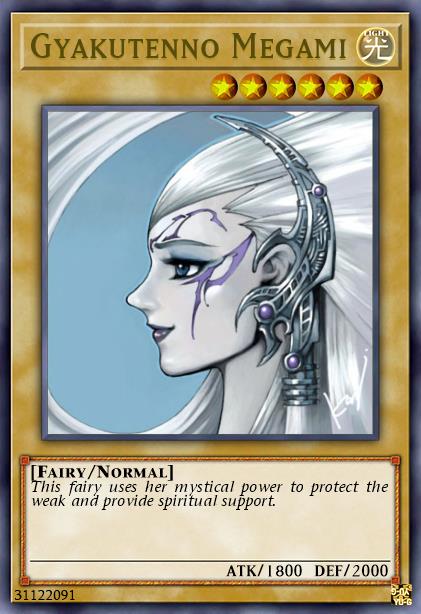 Gyakutenno Megami
LIGHT
光
[Fairy/Normal]
This fairy uses her mystical power to protect the
weak and provide spiritual support.
ATK/1800 DEF/2000
31122091